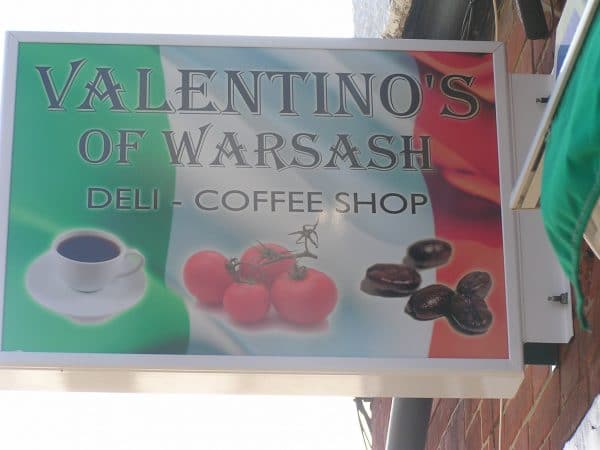 VALENTINO'S
OF WARSASH
DELI - COFFEE SHOP